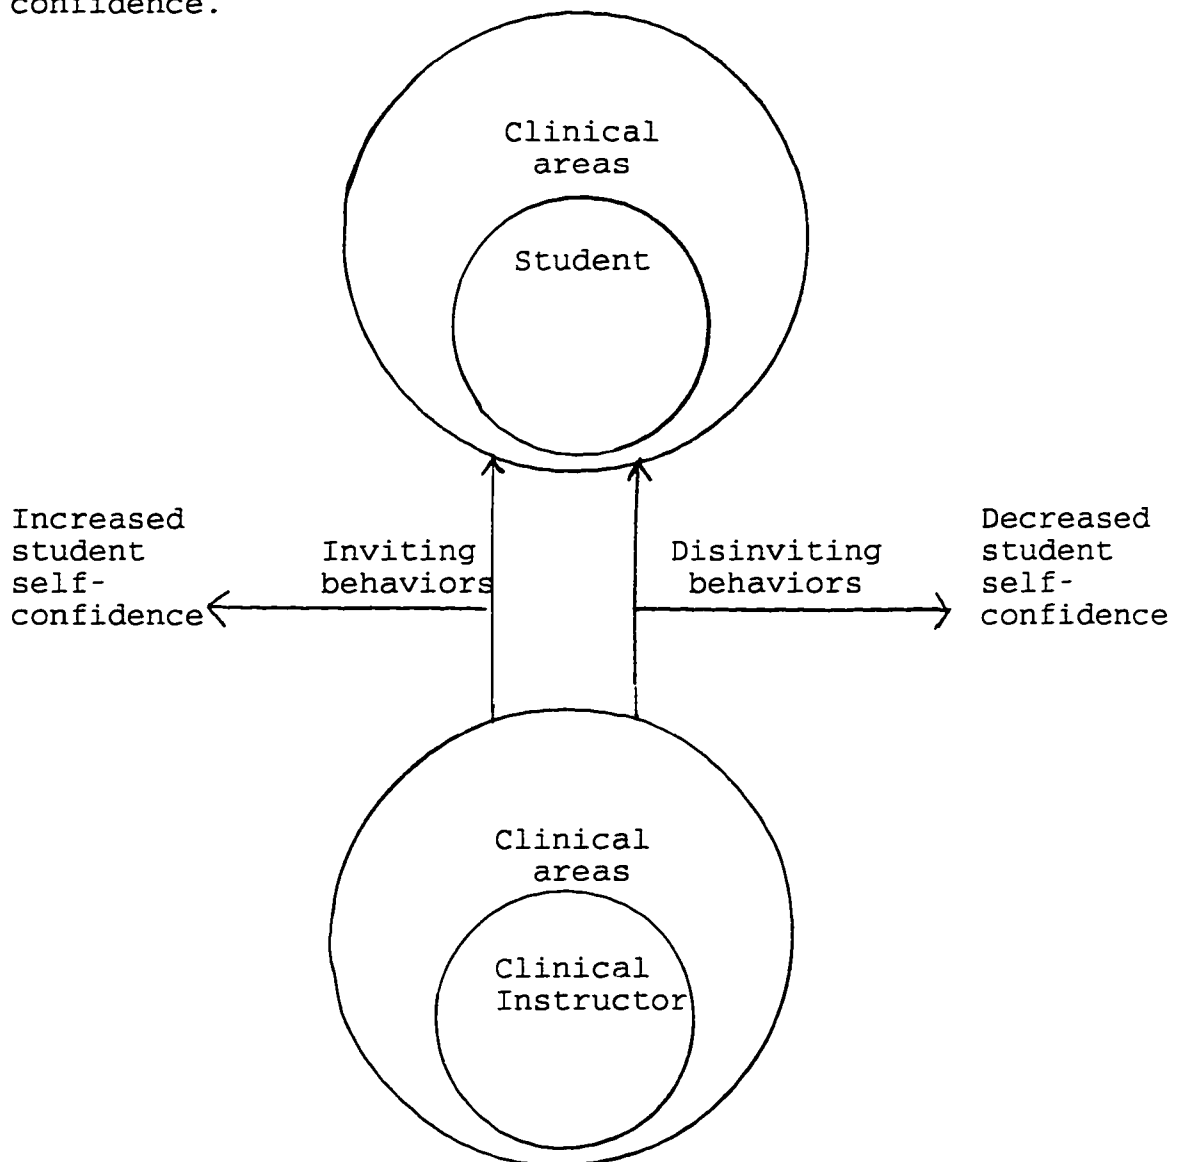 confidence.
Clinical
areas
Student
Increased
student
self-
confidence
Inviting
behaviors
Disinviting
behaviors
Decreased
student
self-
confidence
Clinical
areas
Clinical
Instructor